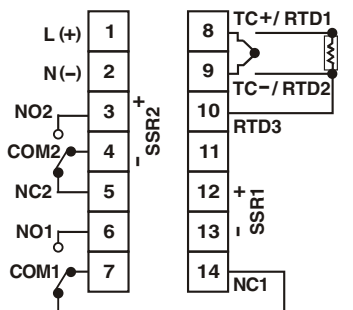 L (+) 1
N (–) 2
NO2 3 +
COM2 4 –
SSR2
NC2 5
NO1 6
COM1 7
8 TC+/ RTD1
9
TC–/ RTD2
10
RTD3
11
12 +
13 –
SSR1
14
NC1